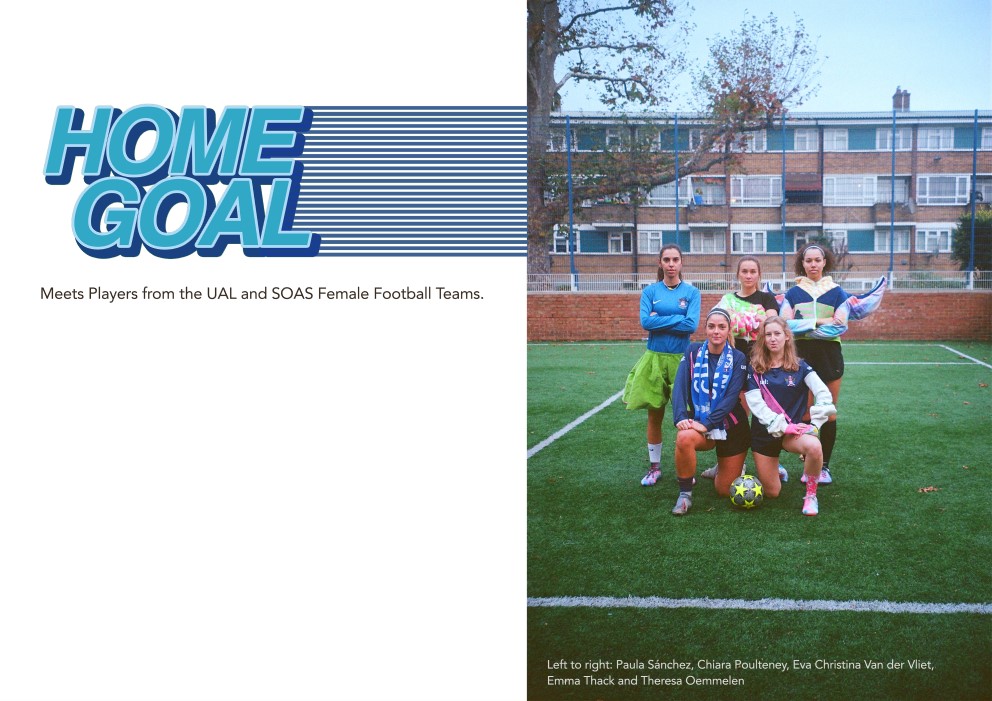 HOME
GOAL
Meets Players from the UAL and SOAS Female Football Teams.
Left to right: Paula Sánchez, Chiara Poulteney, Eva Christina Van der Vliet,
Emma Thack and Theresa Oemmelen